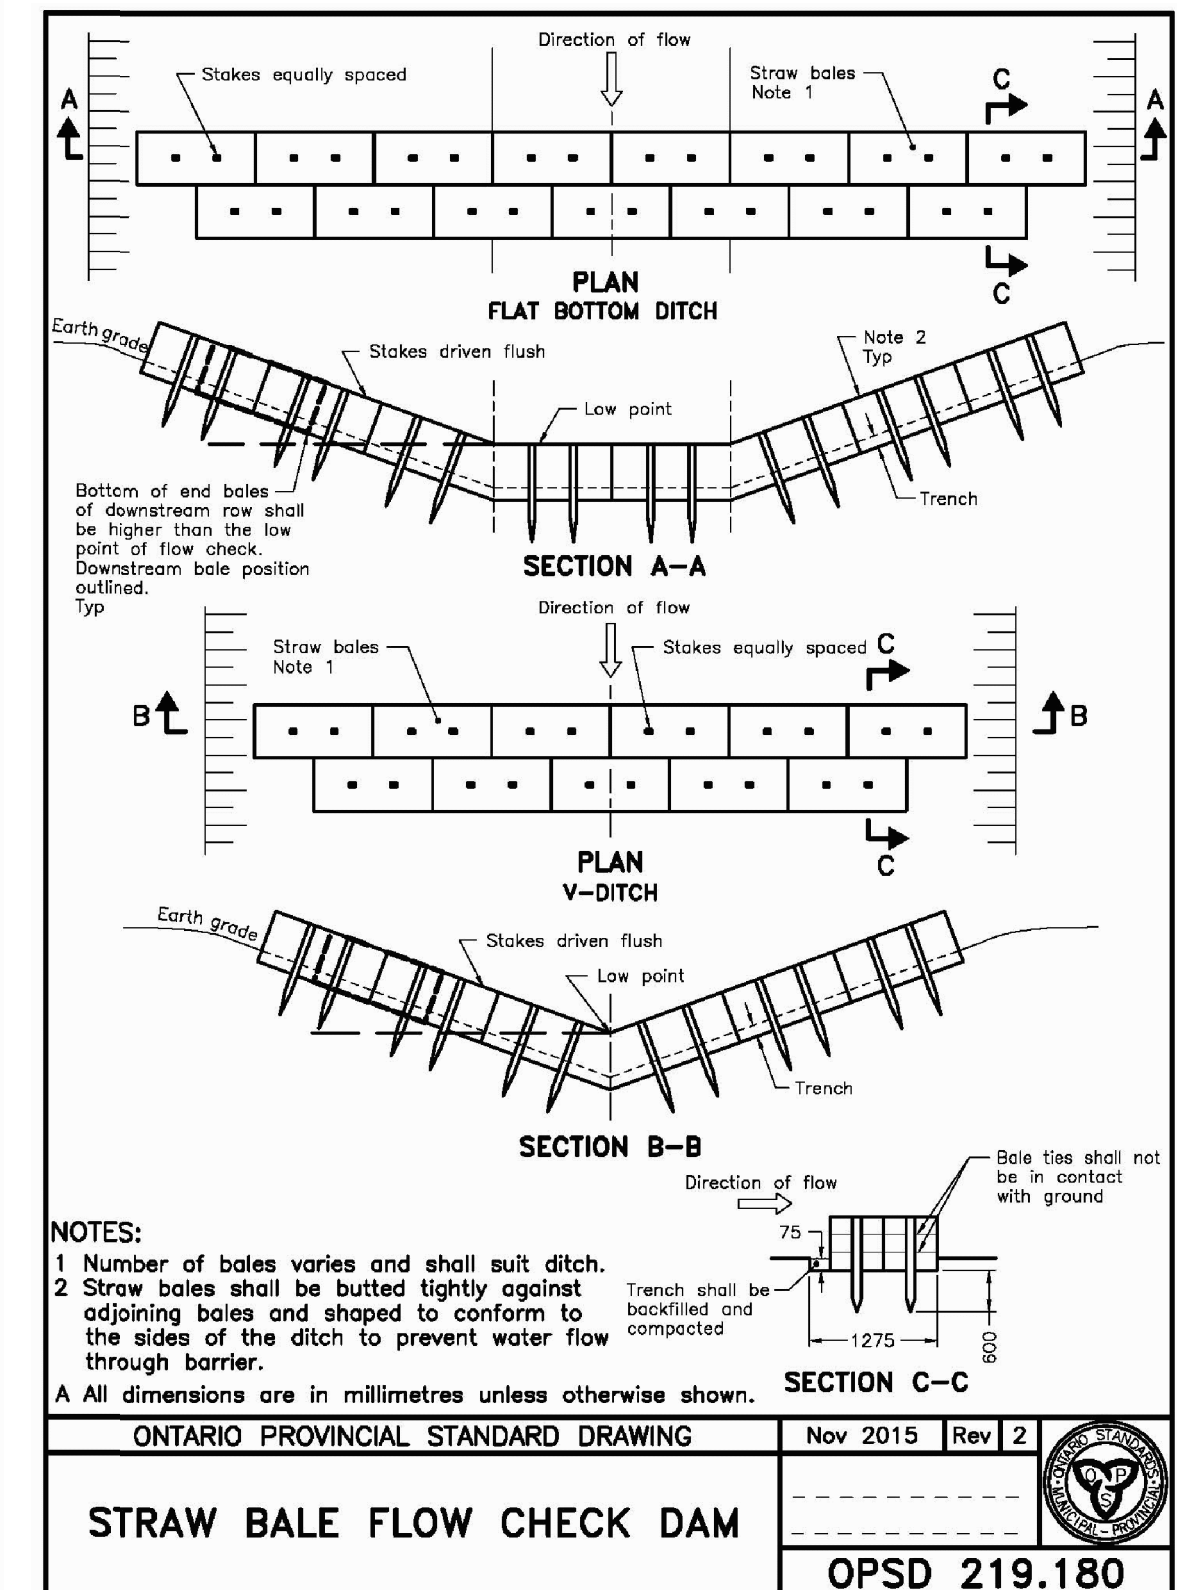 Direction of flow
Stakes equally spaced
Straw bales
Note 1
C
A
A
C
PLAN
FLAT BOTTOM DITCH
Earth grade
Stakes driven flush
Note 2
Typ
Low point
Trench
Bottom of end bales
of downstream row shall
be higher than the low
point of flow check.
Downstream bale position
outlined.
Typ
SECTION A-A
Direction of flow
Straw bales
Note 1
Stakes equally spaced
C
B
B
C
PLAN
V-DITCH
Earth grade
Stakes driven flush
Low point
Trench
SECTION B-B
Direction of flow
Bale ties shall not
be in contact
with ground
75
Trench shall be
backfilled and
compacted
1275
600
SECTION C-C
NOTES:
1 Number of bales varies and shall suit ditch.
2 Straw bales shall be butted tightly against
adjoining bales and shaped to conform to
the sides of the ditch to prevent water flow
through barrier.
A All dimensions are in millimetres unless otherwise shown.
ONTARIO PROVINCIAL STANDARD DRAWING
Nov 2015
Rev 2
STRAW BALE FLOW CHECK DAM
ONTARIO STANDARDS
MUNICIPAL - PROVINCIAL
O P
S
OPSD 219.180